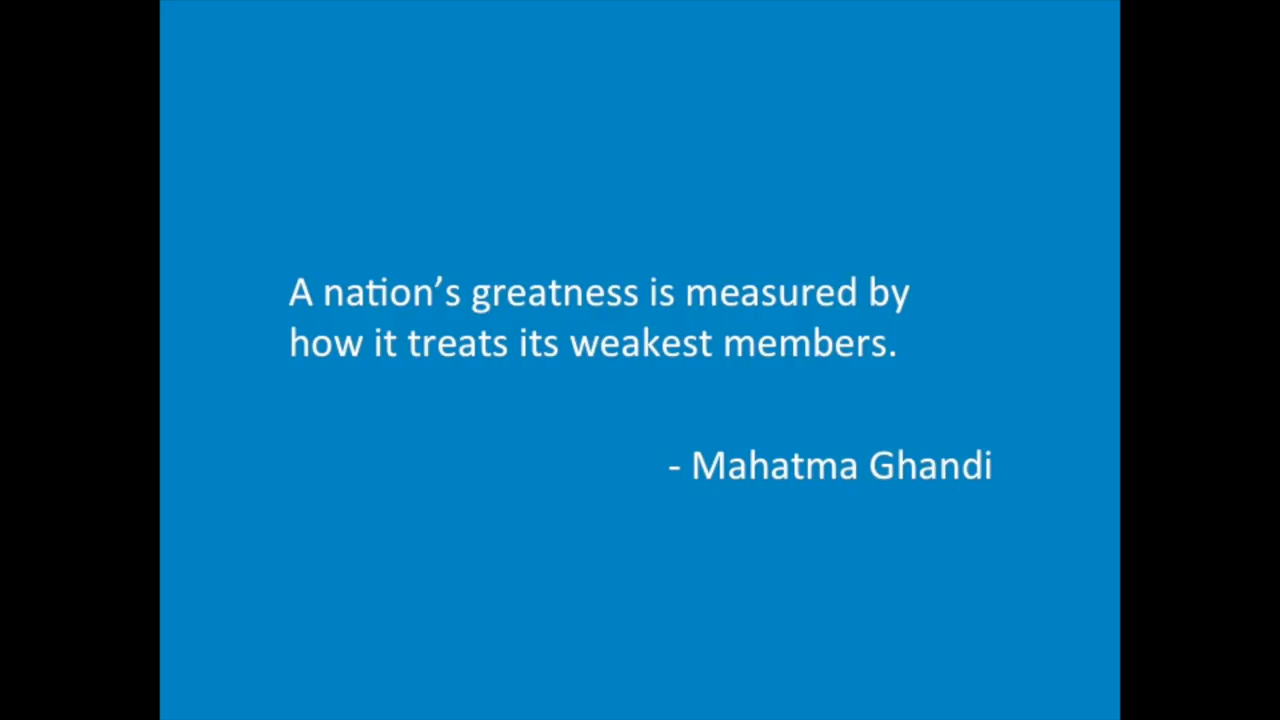 A nation’s greatness is measured by
how it treats its weakest members.
- Mahatma Ghandi